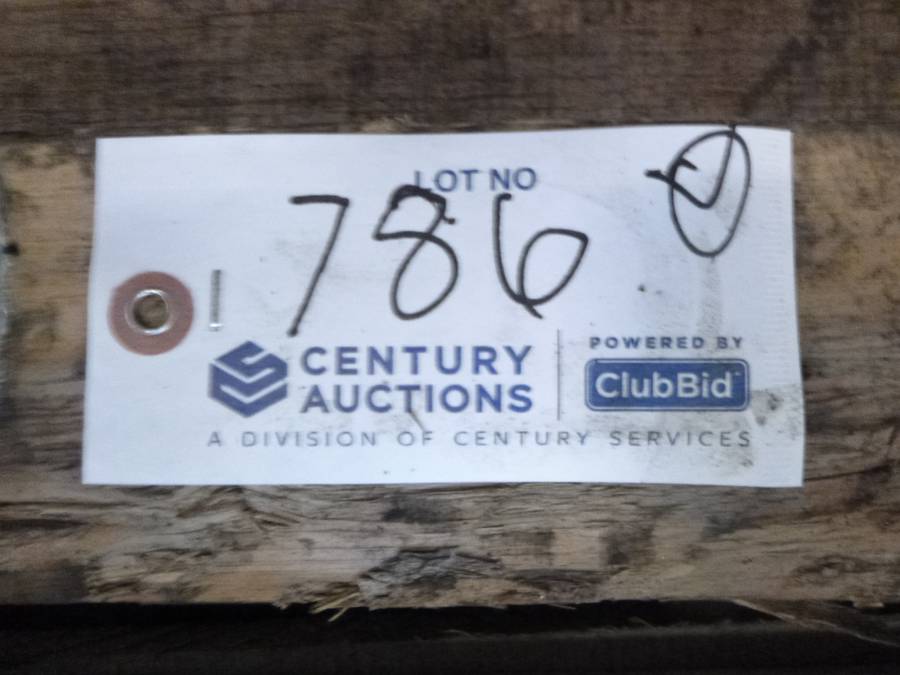 LOT NO
786
CENTURY
AUCTIONS
A DIVISION OF CENTURY SERVICES
POWERED BY
ClubBid